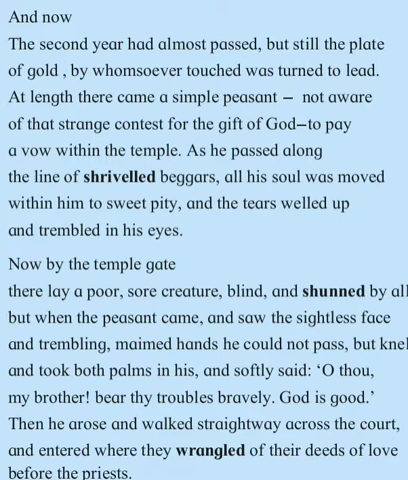 And now
The second year had almost passed, but still the plate
of gold , by whomsoever touched was turned to lead.
At length there came a simple peasant – not aware
of that strange contest for the gift of God–to pay
a vow within the temple. As he passed along
the line of shrivelled beggars, all his soul was moved
within him to sweet pity, and the tears welled up
and trembled in his eyes.
Now by the temple gate
there lay a poor, sore creature, blind, and shunned by all
but when the peasant came, and saw the sightless face
and trembling, maimed hands he could not pass, but knel
and took both palms in his, and softly said: ‘O thou,
my brother! bear thy troubles bravely. God is good.’
Then he arose and walked straightway across the court,
and entered where they wrangled of their deeds of love
before the priests.